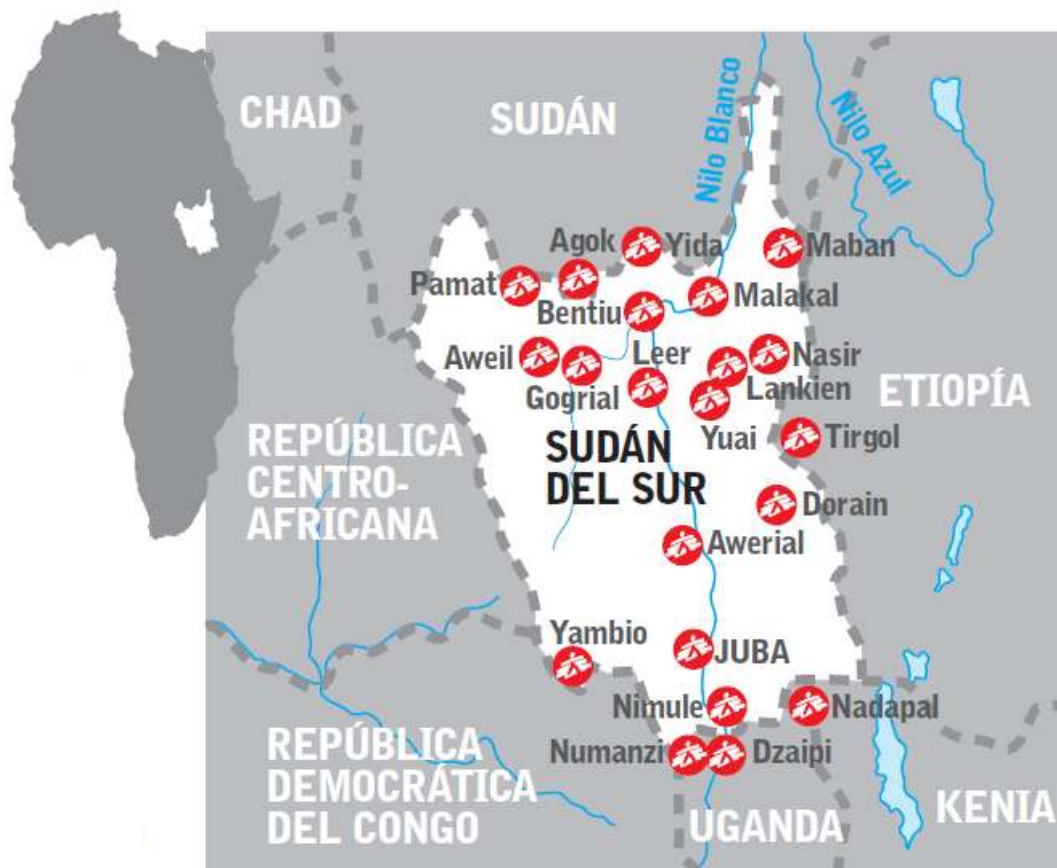 CHAD
SUDÁN
Nilo Blanco
Nilo Azul
Agok
Yida
Maban
Pamat
Bentiu
Malakal
Aweil
Leer
Nasir
Gogrial
Lankien
ETIOPÍA
Yuai
Tirgol
REPÚBLICA
CENTRO-
AFRICANA
SUDÁN
DEL SUR
Dorain
Awerial
Yambio
JUBA
Nimule
Nadapal
Numanzi
Dzaipi
REPÚBLICA
DEMOCRÁTICA
DEL CONGO
UGANDA
KENIA